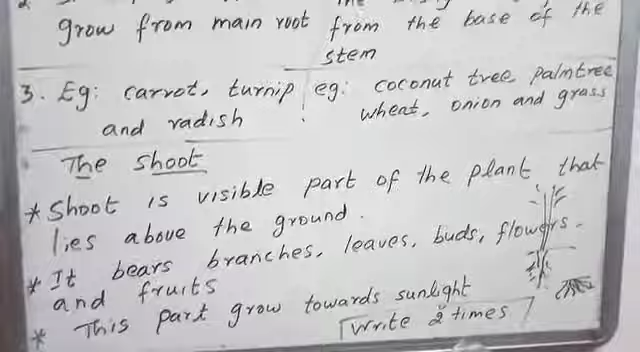 grow from main root from the base of the
stem
3. Eg: carrot, turnip eg: coconut tree palmtree
and radish wheat, onion and grass
The shoot
* Shoot is visible part of the plant that
lies above the ground.
* It bears branches, leaves, buds, flowers.
and fruits
* This part grow towards sunlight
Write 2 times